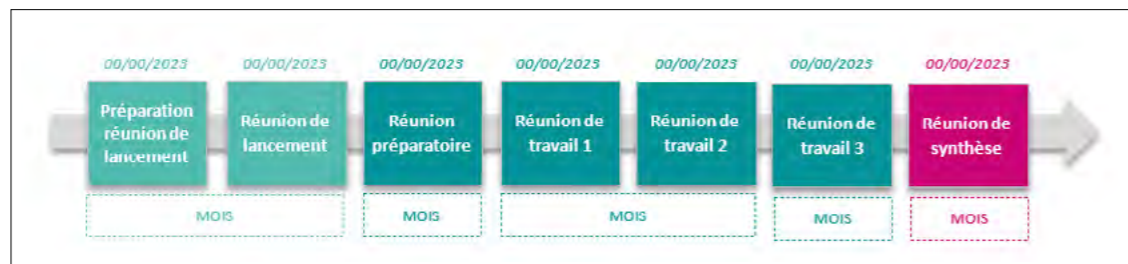 00/00/2023 00/00/2023 00/00/2023 00/00/2023 00/00/2023 00/00/2023 00/00/2023
Préparation
réunion de
lancement
Réunion de
lancement
Réunion
préparatoire
Réunion de
travail 1
Réunion de
travail 2
Réunion de
travail 3
Réunion de
synthèse
MOIS MOIS MOIS MOIS MOIS